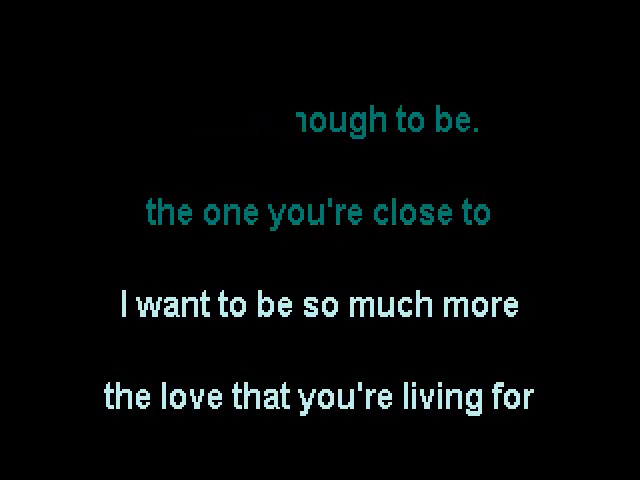 nough to be.
the one you're close to
I want to be so much more
the love that you're living for